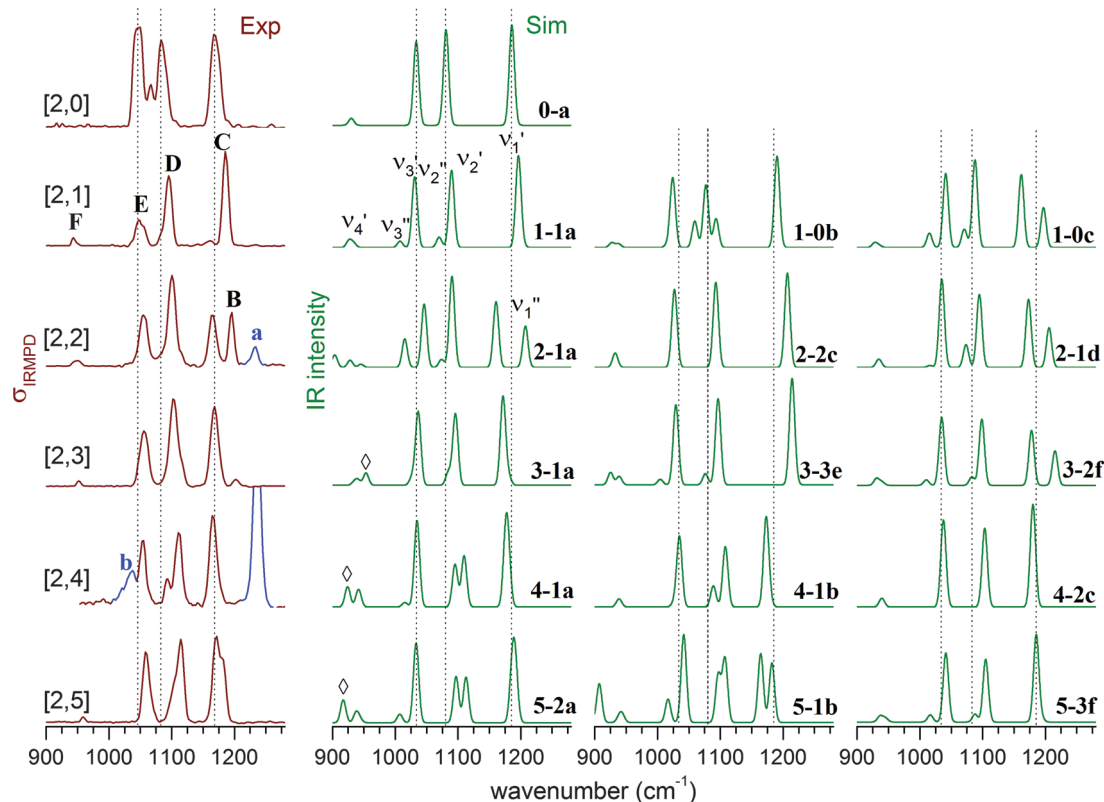 Exp
Sim
[2,0]
0-a
[2,1]
F
E
D
C
ν₄'
ν₃''
ν₃'
ν₂''
ν₂'
ν₁'
1-1a
1-0b
1-0c
[2,2]
B
a
ν₁''
2-1a
2-2c
2-1d
[2,3]
◊
3-1a
3-3e
3-2f
[2,4]
b
◊
4-1a
4-1b
4-2c
[2,5]
◊
5-2a
5-1b
5-3f
σIRMPD
IR intensity
900 1000 1100 1200
900 1000 1100 1200
900 1000 1100 1200
900 1000 1100 1200
wavenumber (cm⁻¹)